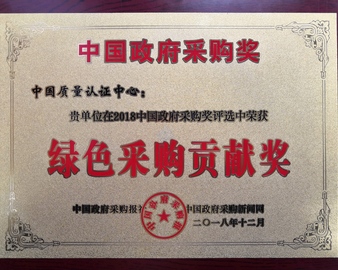 中国政府采购奖
中国质量认证中心：
贵单位在2018中国政府采购奖评选中荣获
绿色采购贡献奖
中国政府采购报 中国政府采购新闻网
二〇一八年十二月